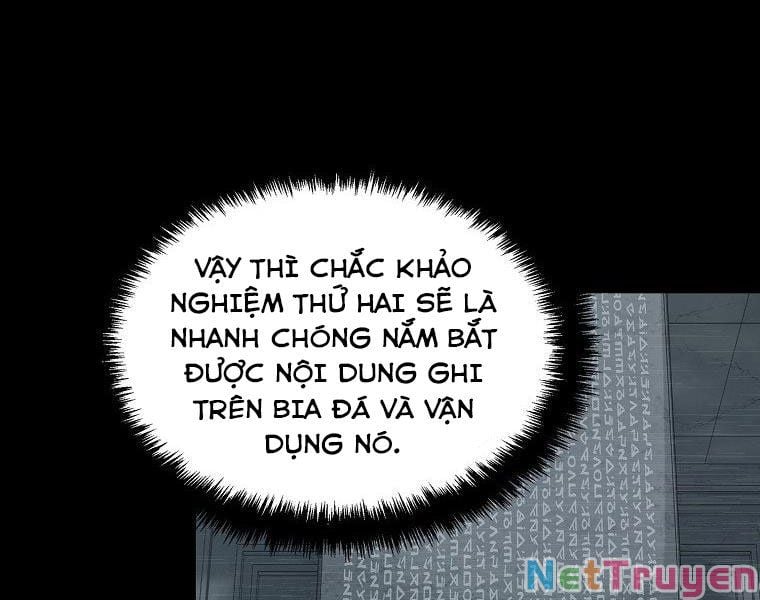 VẬY THÌ CHẮC KHẢO
NGHIỆM THỨ HAI SẼ LÀ
NHANH CHÓNG NẮM BẮT
ĐƯỢC NỘI DUNG GHI
TRÊN BIA ĐÁ VÀ VẬN
DỤNG NÓ.
NetTruyen